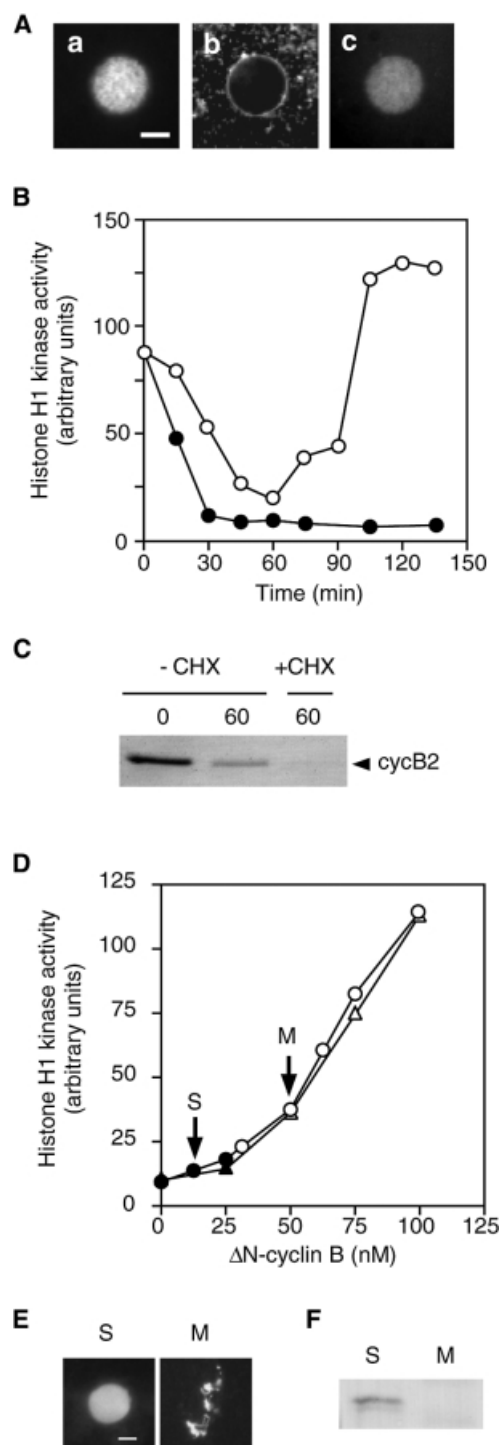 A
a
b
c
B
Histone H1 kinase activity
(arbitrary units)
150
100
50
0
0
30
60
90
120
150
Time (min)
C
- CHX
+CHX
0
60
60
◄ cycB2
D
Histone H1 kinase activity
(arbitrary units)
125
100
75
50
25
0
S
M
0
25
50
75
100
125
ΔN-cyclin B (nM)
E
S
M
F
S
M